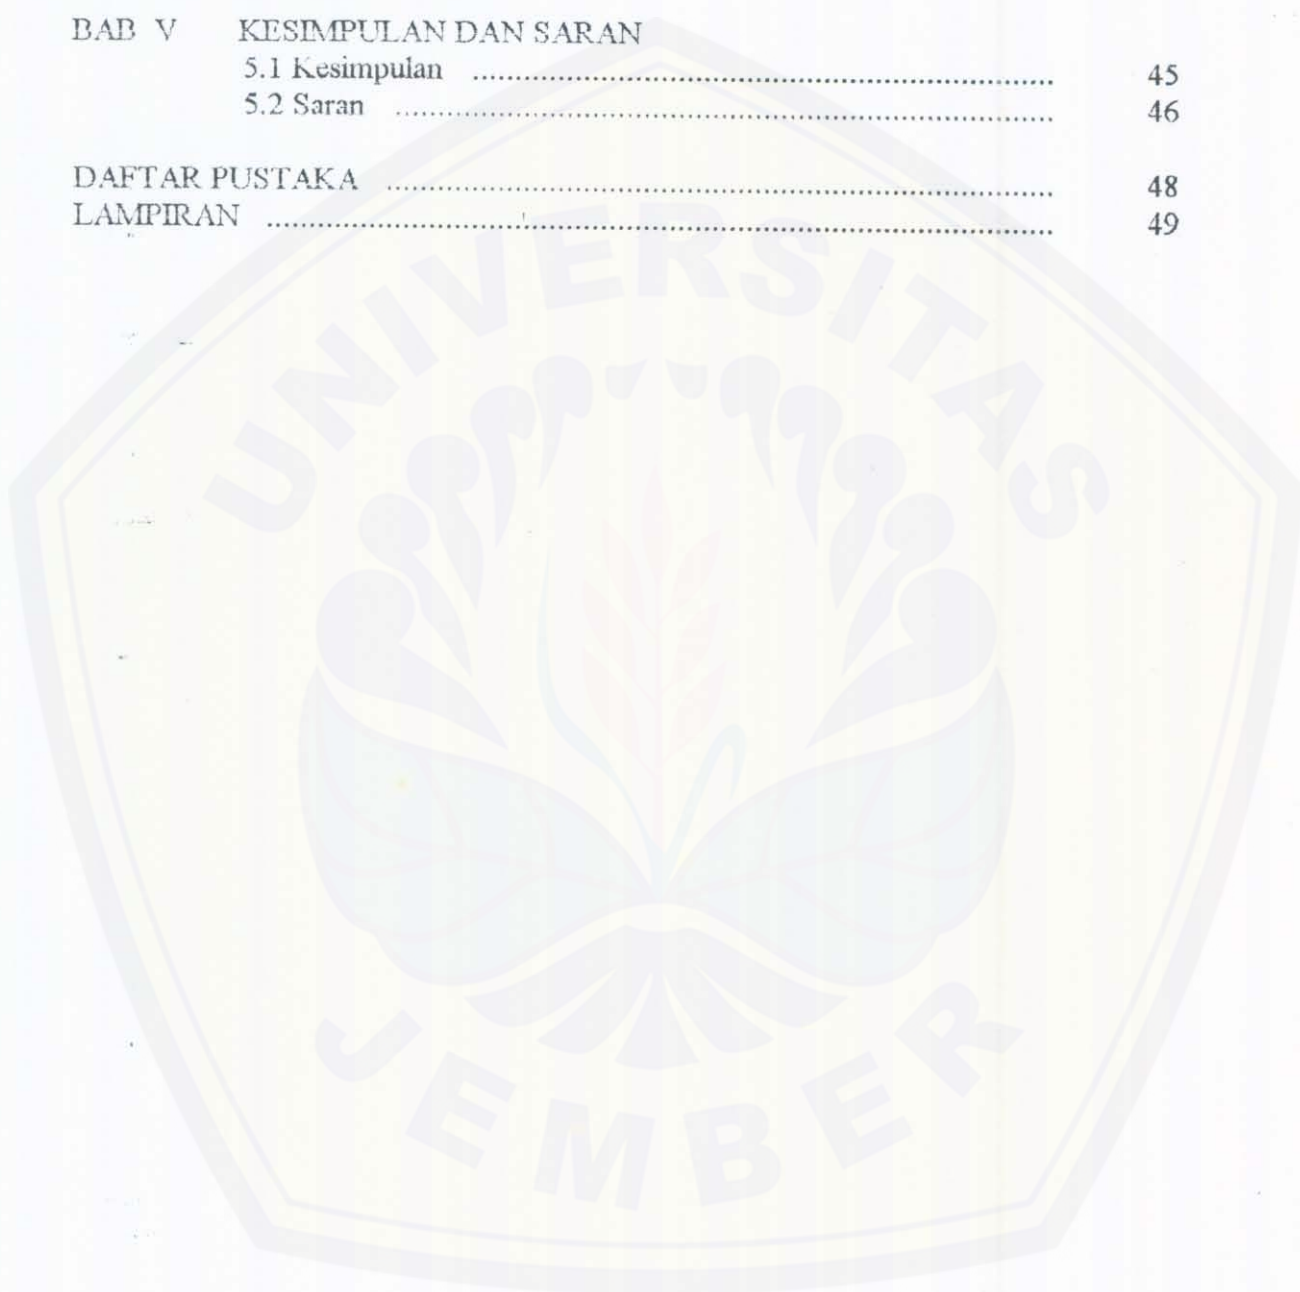 BAB V KESIMPULAN DAN SARAN
5.1 Kesimpulan ........................................ 45
5.2 Saran ........................................ 46
DAFTAR PUSTAKA ........................................ 48
LAMPIRAN ........................................ 49
UNIVERSITAS
JEMBER